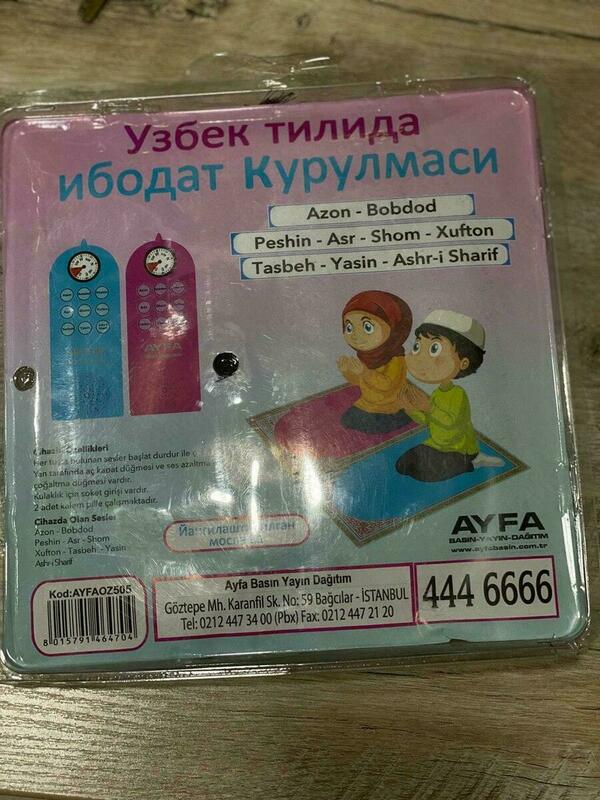 Узбек тилида
ибодат Курулмаси
Azon - Bobdod
Peshin - Asr - Shom - Xufton
Tasbeh - Yasin - Ashr-i Sharif
AYFA
Cihazın Özellikleri
Her tuşta bulunan sesler başlat durdur ile ç
Yan tarafında aç kapat düğmesi ve ses azaltma
çoğaltma düğmesi vardır.
Kulaklık için soket girişi vardır.
2 adet kalem pille çalışmaktadır.
Cihazda Olan Sesler
Azon - Bobdod
Peshin - Asr - Shom
Xufton - Tasbeh - Yasin
Ashr-i Sharif
AYFA
BASIN-YAYIN-DAĞITIM
www.ayfabasin.com.tr
Kod:AYFAOZ505
8 015791 464704
Ayfa Basın Yayın Dağıtım
Göztepe Mh. Karanfil Sk. No: 59 Bağcılar - İSTANBUL
Tel: 0212 447 34 00 (Pbx) Fax: 0212 447 21 20
444 6666